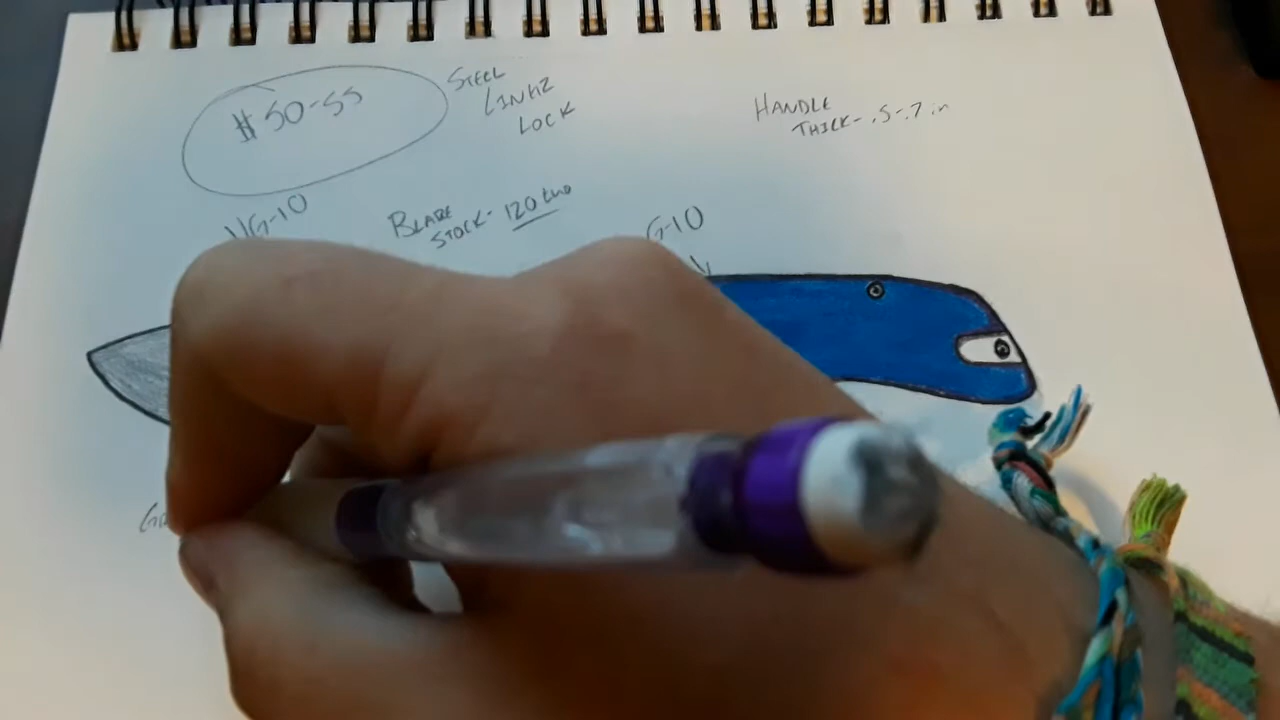 $50-55
STEEL
LINER
LOCK
HANDLE
THICK- .5-.7 in
VG-10
BLADE
STOCK- 120 thou
G-10